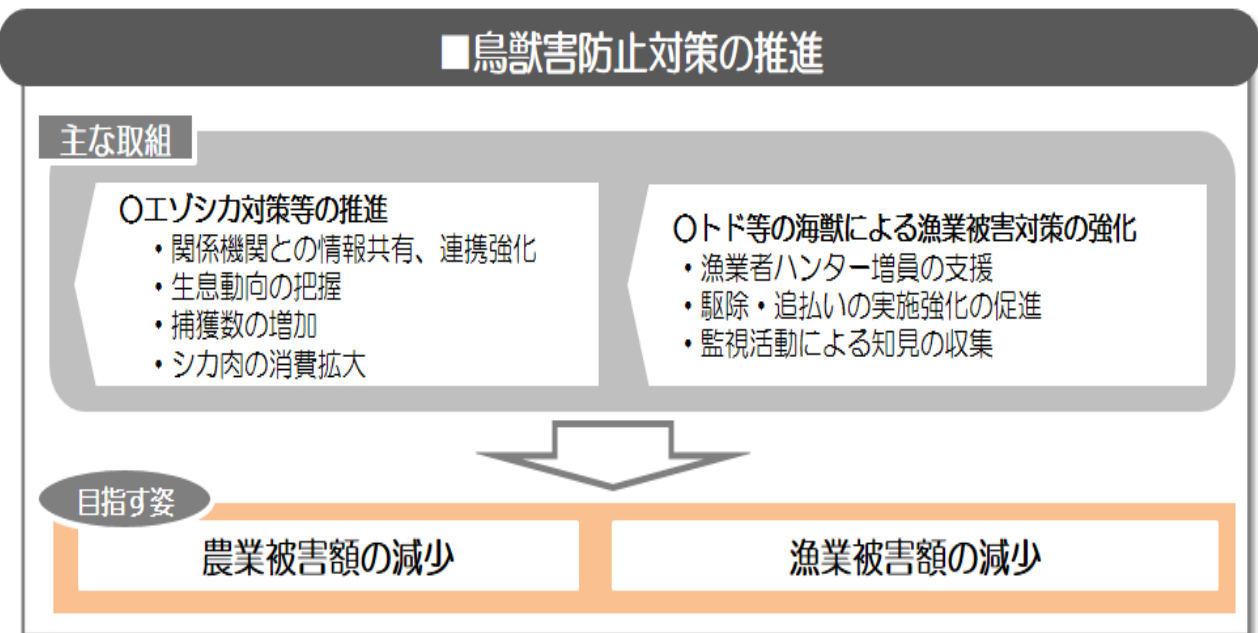 ■鳥獣害防止対策の推進
主な取組
〇エゾシカ対策等の推進
・関係機関との情報共有、連携強化
・生息動向の把握
・捕獲数の増加
・シカ肉の消費拡大
〇トド等の海獣による漁業被害対策の強化
・漁業者ハンター増員の支援
・駆除・追払いの実施強化の促進
・監視活動による知見の収集
目指す姿
農業被害額の減少
漁業被害額の減少